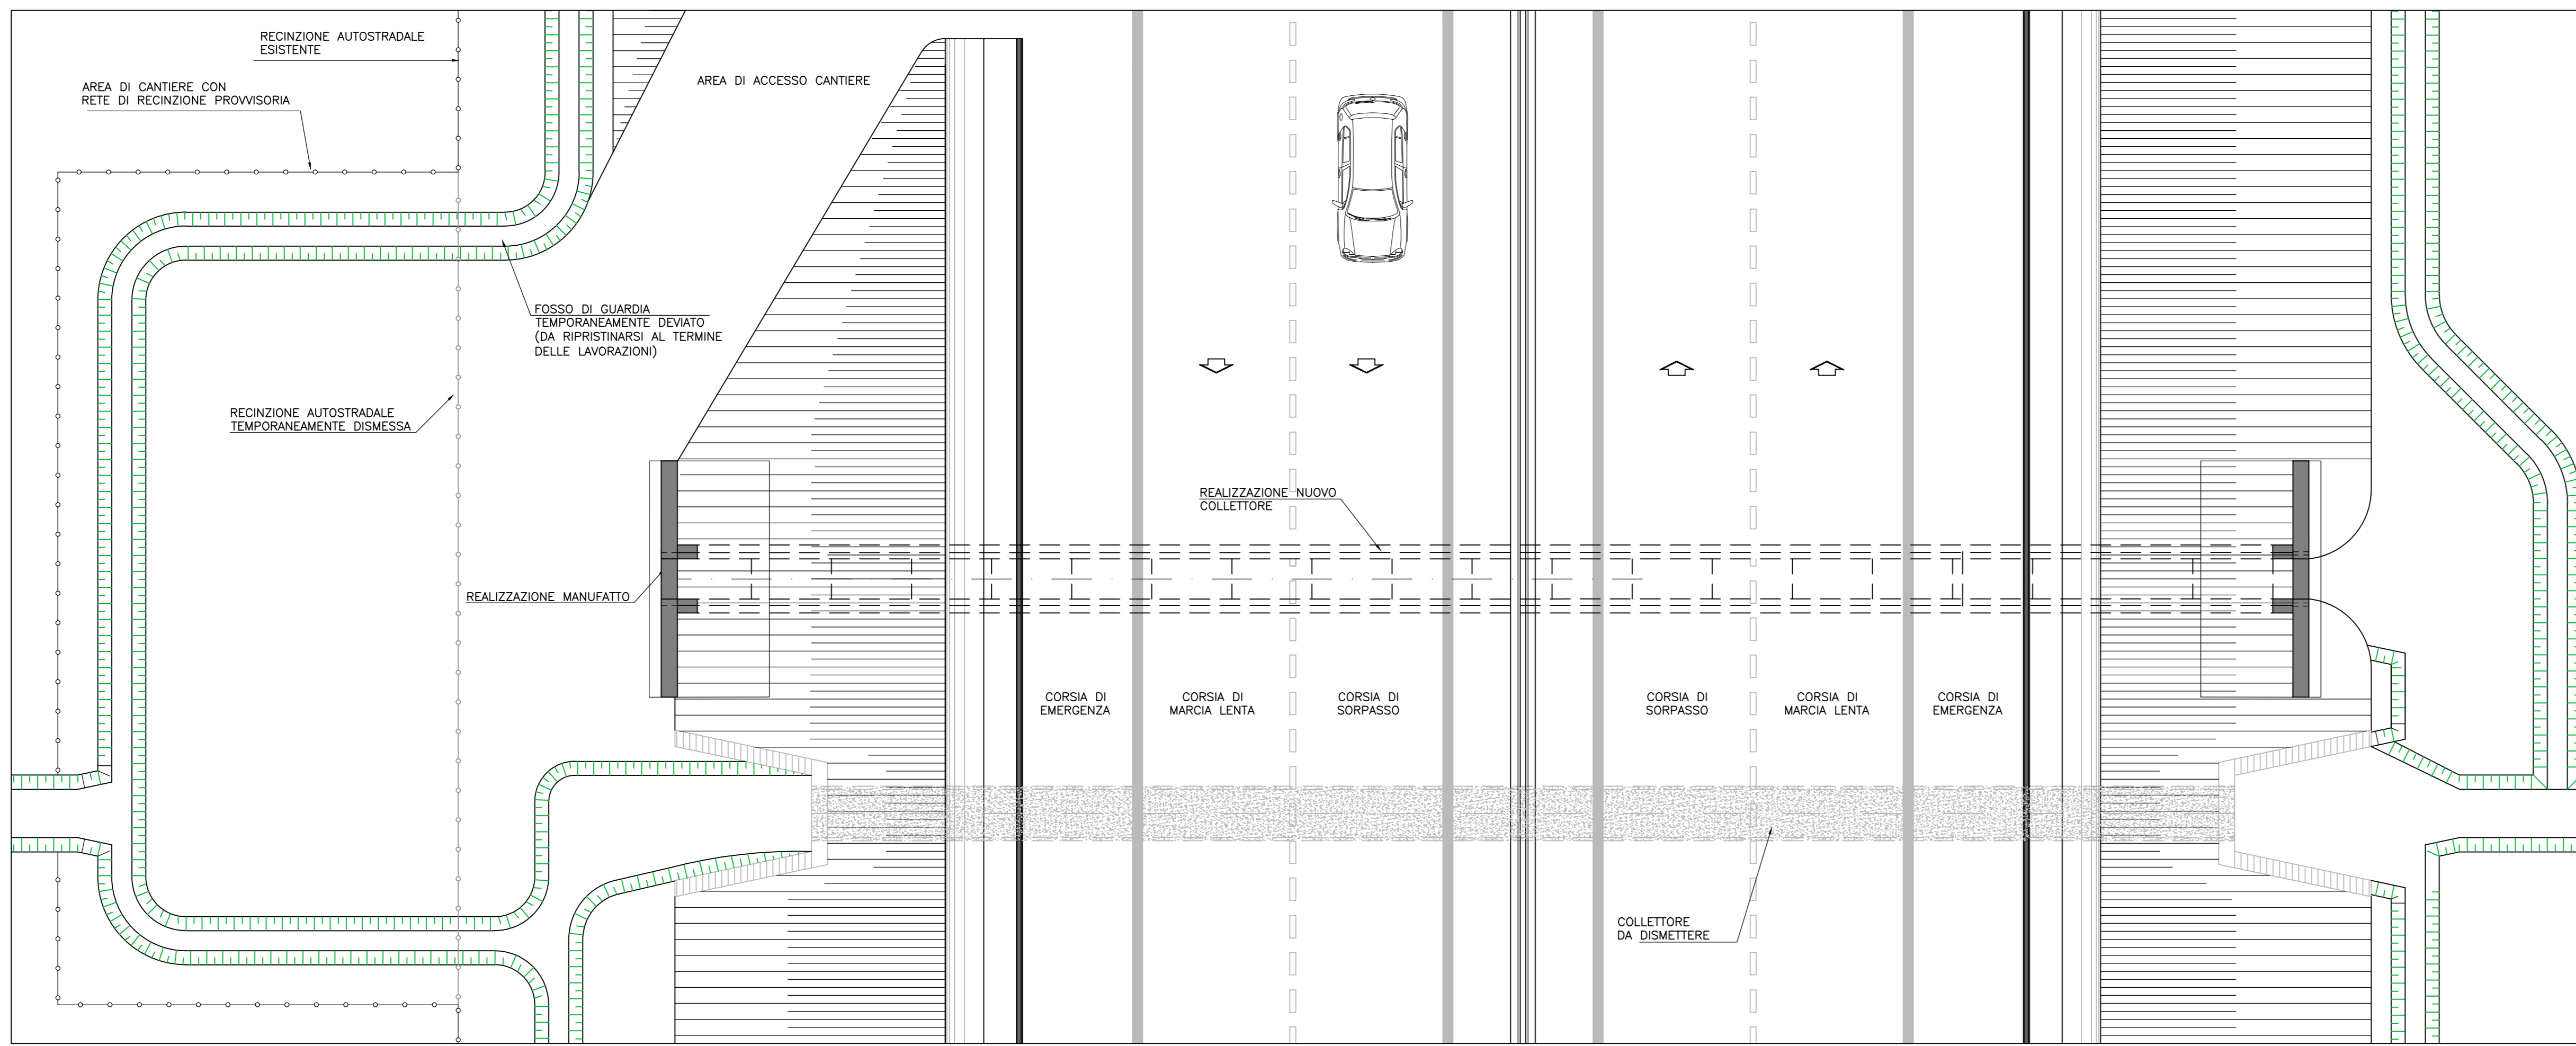 RECINZIONE AUTOSTRADALE
ESISTENTE
AREA DI CANTIERE CON
RETE DI RECINZIONE PROVVISORIA
AREA DI ACCESSO CANTIERE
FOSSO DI GUARDIA
TEMPORANEAMENTE DEVIATO
(DA RIPRISTINARSI AL TERMINE
DELLE LAVORAZIONI)
RECINZIONE AUTOSTRADALE
TEMPORANEAMENTE DISMESSA
REALIZZAZIONE NUOVO
COLLETTORE
REALIZZAZIONE MANUFATTO
CORSIA DI
EMERGENZA
CORSIA DI
MARCIA LENTA
CORSIA DI
SORPASSO
CORSIA DI
SORPASSO
CORSIA DI
MARCIA LENTA
CORSIA DI
EMERGENZA
COLLETTORE
DA DISMETTERE